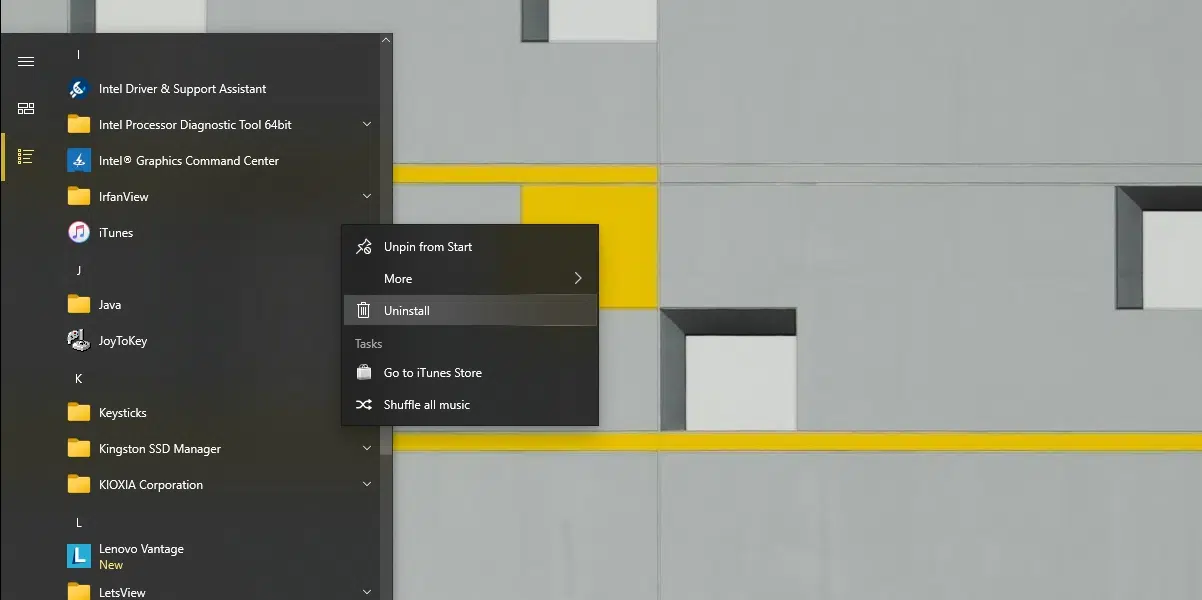 I
Intel Driver & Support Assistant
Intel Processor Diagnostic Tool 64bit
Intel® Graphics Command Center
IrfanView
iTunes
J
Java
JoyToKey
K
Keysticks
Kingston SSD Manager
KIOXIA Corporation
L
L
Lenovo Vantage
New
LetsView
Unpin from Start
More
Uninstall
Tasks
Go to iTunes Store
Shuffle all music